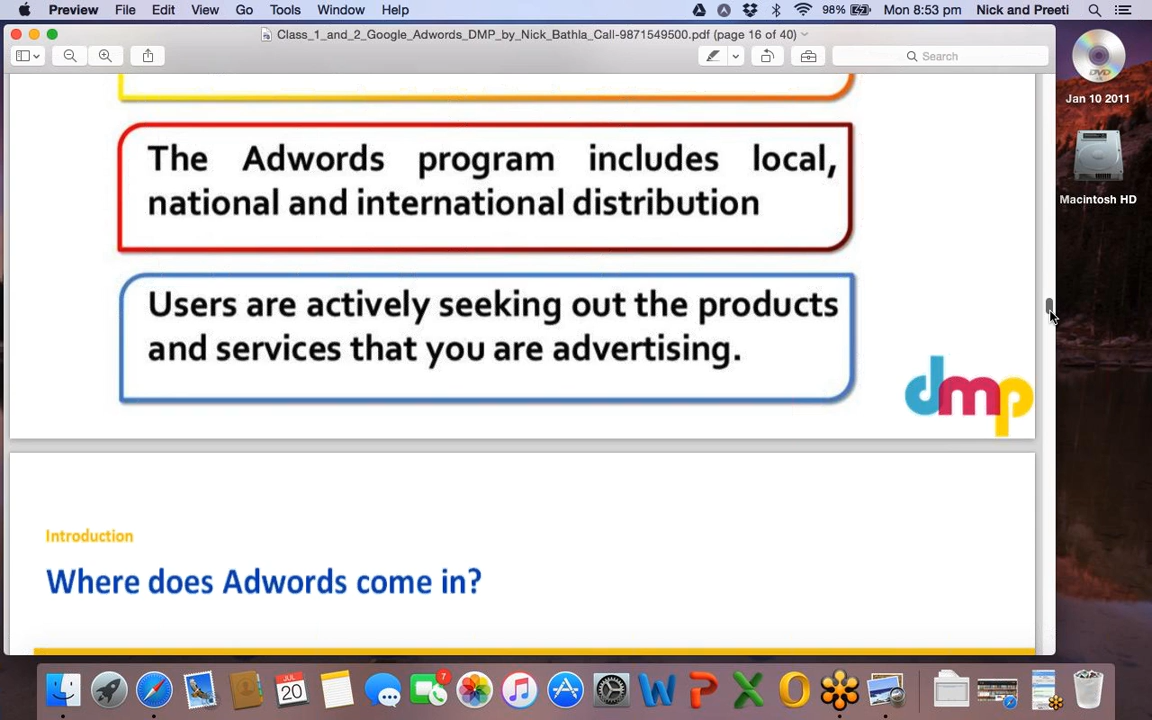 Preview File Edit View Go Tools Window Help 98% Mon 8:53 pm Nick and Preeti
Class_1_and_2_Google_Adwords_DMP_by_Nick_Bathla_Call-9871549500.pdf (page 16 of 40)
Search
The Adwords program includes local,
national and international distribution
Users are actively seeking out the products
and services that you are advertising.
dmp
Introduction
Where does Adwords come in?
DVD
Jan 10 2011
Macintosh HD
JUL
20
7